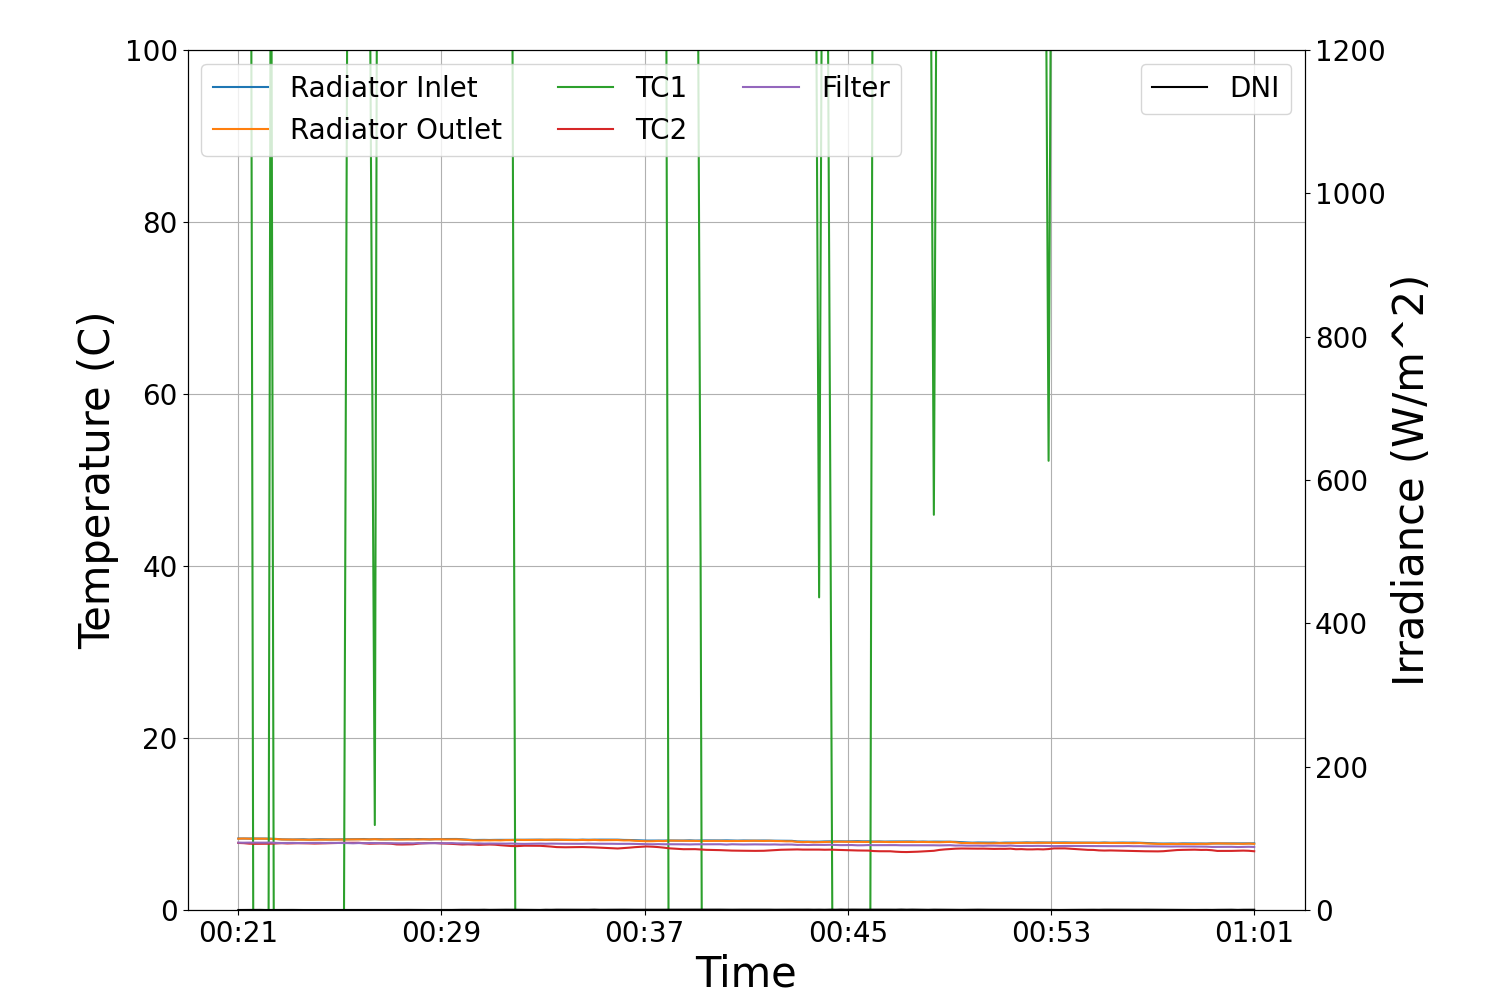 Radiator Inlet
Radiator Outlet
TC1
TC2
Filter
DNI
100
80
60
40
20
0
1200
1000
800
600
400
200
0
Temperature (C)
Irradiance (W/m^2)
00:21
00:29
00:37
00:45
00:53
01:01
Time